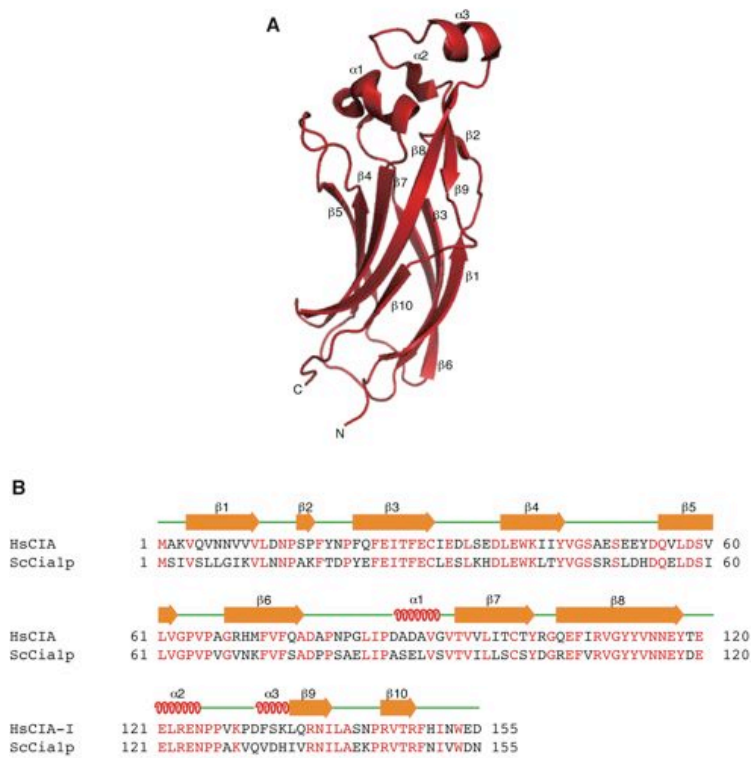 A
α3
α2
α1
β2
β8
β4
β7
β9
β5
β3
β1
β10
β6
C
N
B
β1 β2 β3 β4 β5
HsCIA 1 MAKVQVNNVVVLDNPSPFYNPFQFEITFECIEDLSEDLEWKIIYVGSAESEEYDQVLDSV 60
ScCia1p 1 MSIVSLLGIKVLNNPAKFTDPYEFEITFECLESLKHDLEWKLTYVGSSRSLDHDQELDSI 60
β6 α1 β7 β8
HsCIA 61 LVGPVPAGRHMFVFQADAPNPGLIPDADAVGVTVVLITCTYRGQEFIRVGYYVNNEYTE 120
ScCia1p 61 LVGPVPVGVNKFVFSADPPSAELIPASELVSVTVILLSCSYDGREFVRVGYYVNNEYDE 120
α2 α3 β9 β10
HsCIA-I 121 ELRENPPVKPDFSKLQRNILASNPRVTRFHINWED 155
ScCia1p 121 ELRENPPAKVQVDHIVRNILAEKPRVTRFNIVWDN 155